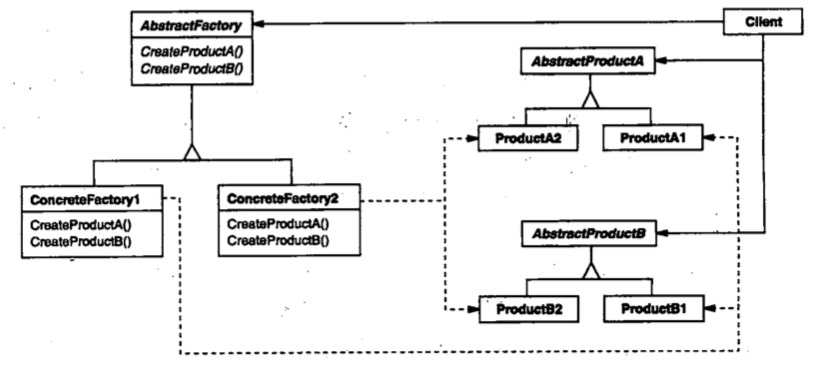 AbstractFactory
CreateProductA()
CreateProductB()
Client
AbstractProductA
ProductA2
ProductA1
ConcreteFactory1
CreateProductA()
CreateProductB()
ConcreteFactory2
CreateProductA()
CreateProductB()
AbstractProductB
ProductB2
ProductB1